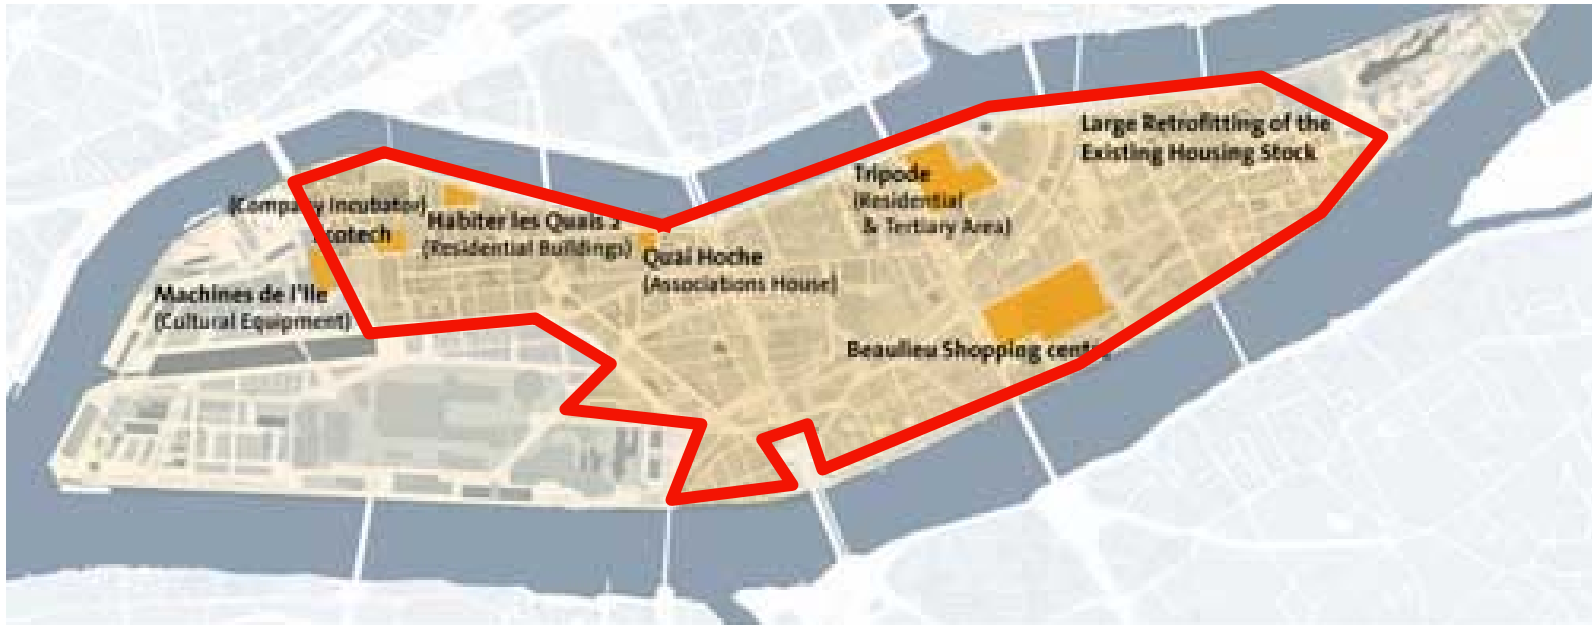 Large Retrofitting of the
Existing Housing Stock
Tripode
(Residential
& Tertiary Area)
(Company Incubator)
Habiter les Quais 2
(Residential Buildings)
Quai Hoche
(Associations House)
Machines de l'Ile
(Cultural Equipment)
Beaulieu Shopping